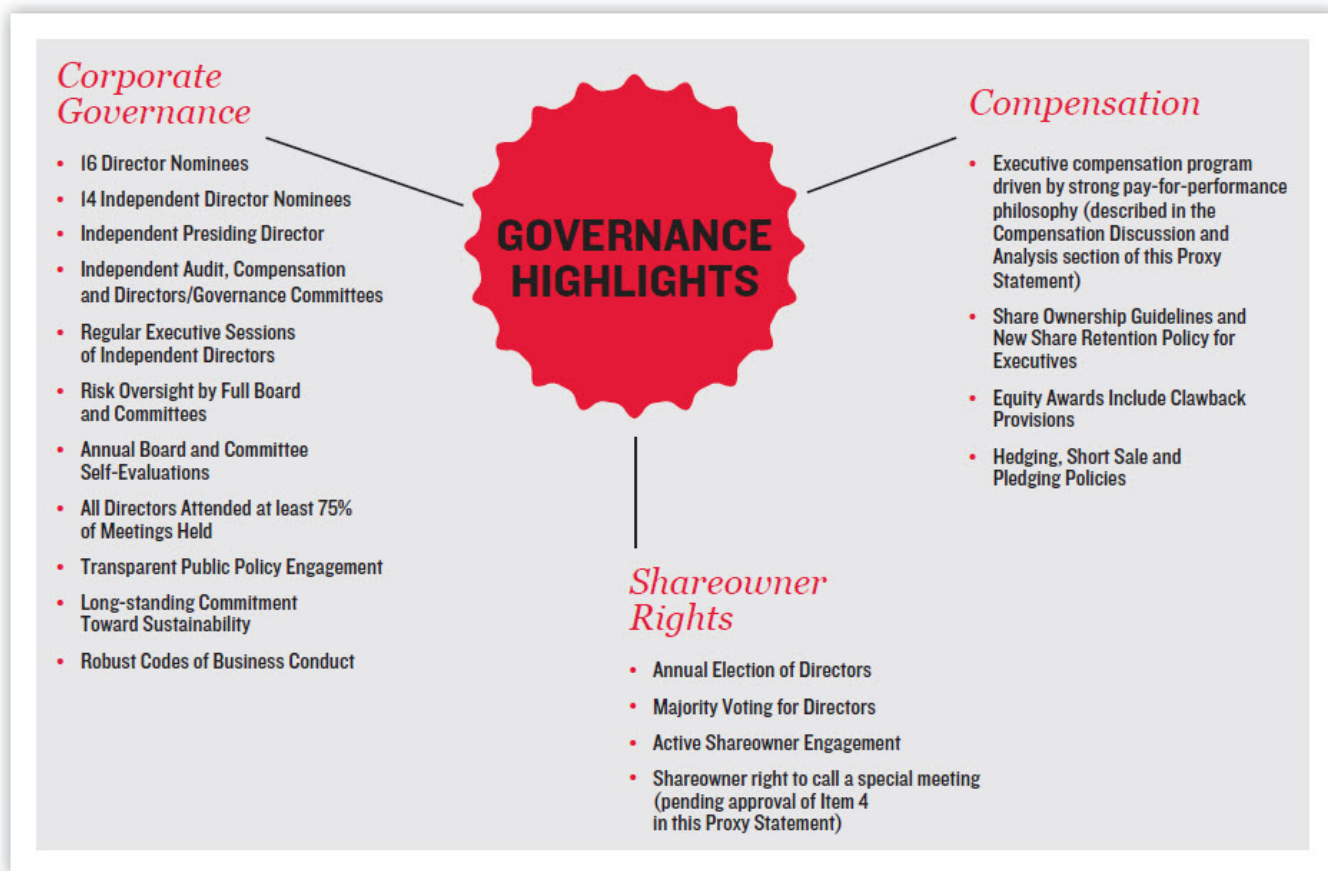 Corporate
Governance
• 16 Director Nominees
• 14 Independent Director Nominees
• Independent Presiding Director
• Independent Audit, Compensation
and Directors/Governance Committees
• Regular Executive Sessions
of Independent Directors
• Risk Oversight by Full Board
and Committees
• Annual Board and Committee
Self-Evaluations
• All Directors Attended at least 75%
of Meetings Held
• Transparent Public Policy Engagement
• Long-standing Commitment
Toward Sustainability
• Robust Codes of Business Conduct
GOVERNANCE
HIGHLIGHTS
Compensation
• Executive compensation program
driven by strong pay-for-performance
philosophy (described in the
Compensation Discussion and
Analysis section of this Proxy
Statement)
• Share Ownership Guidelines and
New Share Retention Policy for
Executives
• Equity Awards Include Clawback
Provisions
• Hedging, Short Sale and
Pledging Policies
Shareowner
Rights
• Annual Election of Directors
• Majority Voting for Directors
• Active Shareowner Engagement
• Shareowner right to call a special meeting
(pending approval of Item 4
in this Proxy Statement)